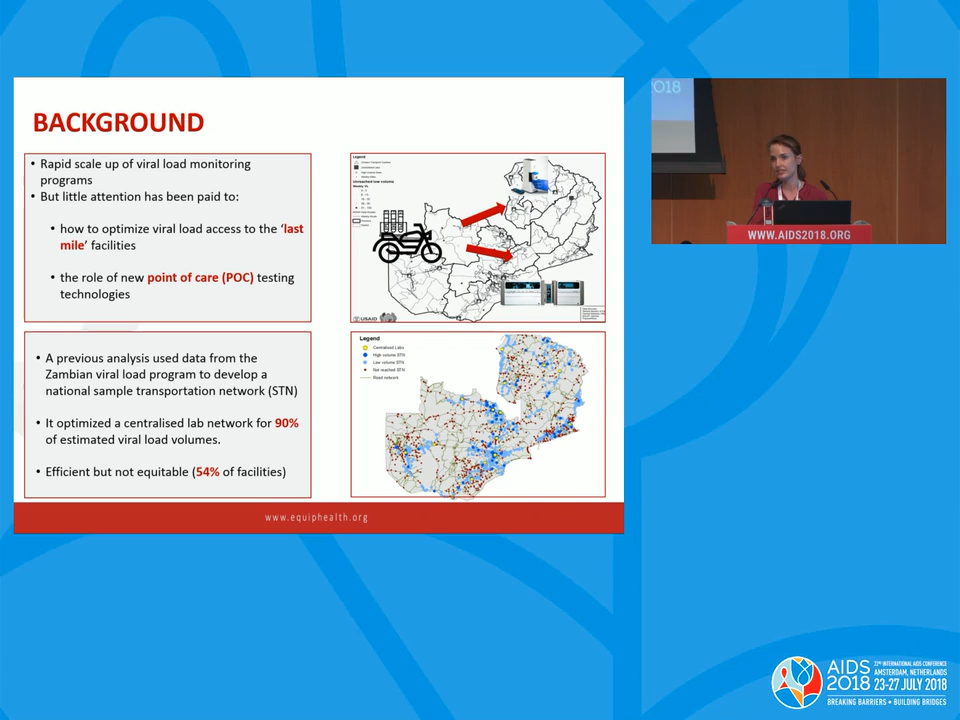 BACKGROUND
• Rapid scale up of viral load monitoring
programs
• But little attention has been paid to:
• how to optimize viral load access to the ‘last
mile’ facilities
• the role of new point of care (POC) testing
technologies
• A previous analysis used data from the
Zambian viral load program to develop a
national sample transportation network (STN)
• It optimized a centralised lab network for 90%
of estimated viral load volumes.
• Efficient but not equitable (54% of facilities)
Legend
USAID
Legend
Centralised Labs
High volume STN
Low volume STN
Not reached STN
Road network
www.equiphealth.org
2018
WWW.AIDS2018.ORG
AIDS
2018
22ND INTERNATIONAL AIDS CONFERENCE
AMSTERDAM, NETHERLANDS
23-27 JULY 2018
BREAKING BARRIERS • BUILDING BRIDGES